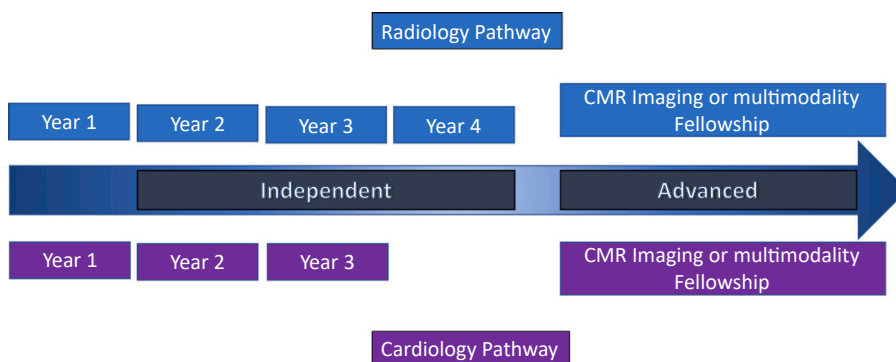 Radiology Pathway
Year 1 Year 2 Year 3 Year 4
CMR Imaging or multimodality
Fellowship
Independent Advanced
Year 1 Year 2 Year 3
CMR Imaging or multimodality
Fellowship
Cardiology Pathway